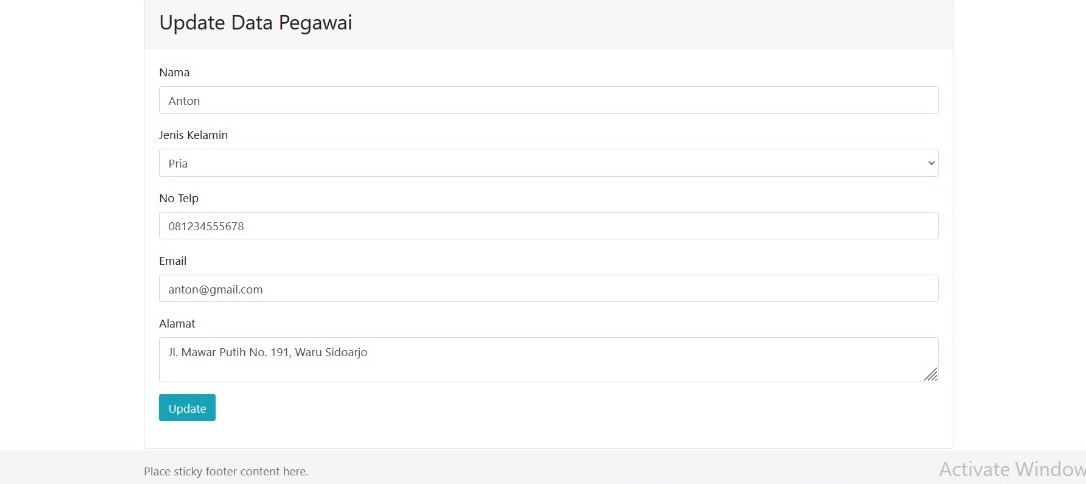 Update Data Pegawai
Nama
Anton
Jenis Kelamin
Pria
No Telp
081234555678
Email
anton@gmail.com
Alamat
Jl. Mawar Putih No. 191, Waru Sidoarjo
Update
Place sticky footer content here.
Activate Window